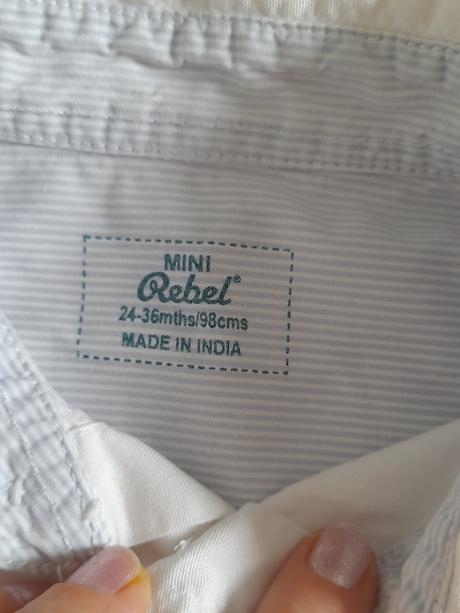 MINI
Rebel®
24-36mths/98cms
MADE IN INDIA